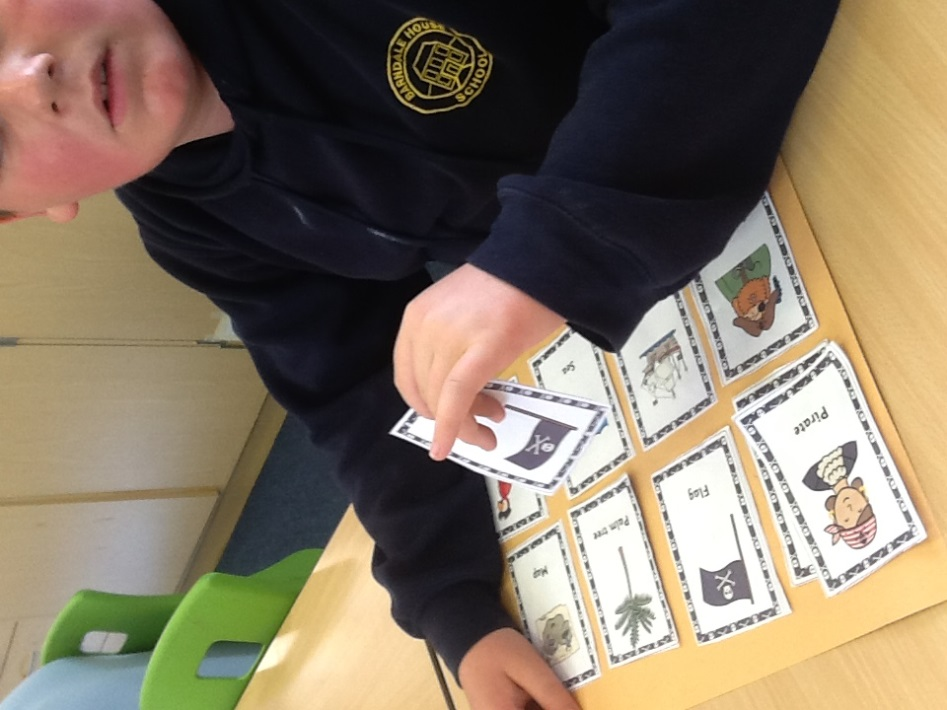 BARNDALE HOUSE
SCHOOL
Sea
Map
Palm tree
Flag
Pirate